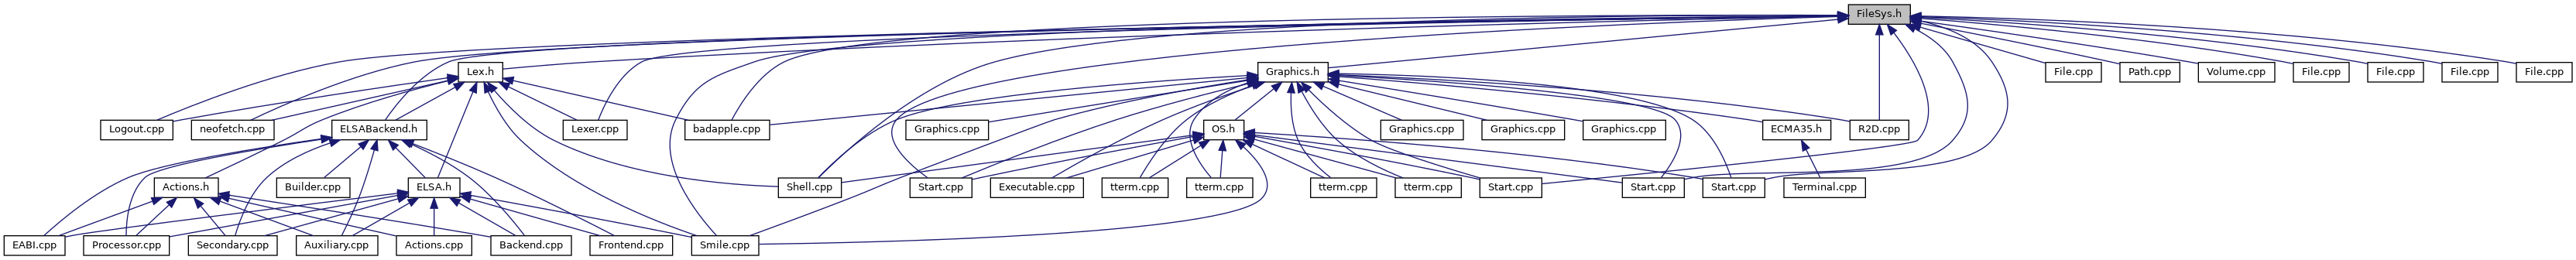 FileSys.h
Lex.h
Graphics.h
File.cpp
Path.cpp
Volume.cpp
File.cpp
File.cpp
File.cpp
File.cpp
Logout.cpp
neofetch.cpp
ELSABackend.h
Lexer.cpp
badapple.cpp
Graphics.cpp
OS.h
Graphics.cpp
Graphics.cpp
Graphics.cpp
ECMA35.h
R2D.cpp
Actions.h
Builder.cpp
ELSA.h
Shell.cpp
Start.cpp
Executable.cpp
tterm.cpp
tterm.cpp
tterm.cpp
tterm.cpp
Start.cpp
Start.cpp
Start.cpp
Terminal.cpp
EABI.cpp
Processor.cpp
Secondary.cpp
Auxiliary.cpp
Actions.cpp
Backend.cpp
Frontend.cpp
Smile.cpp